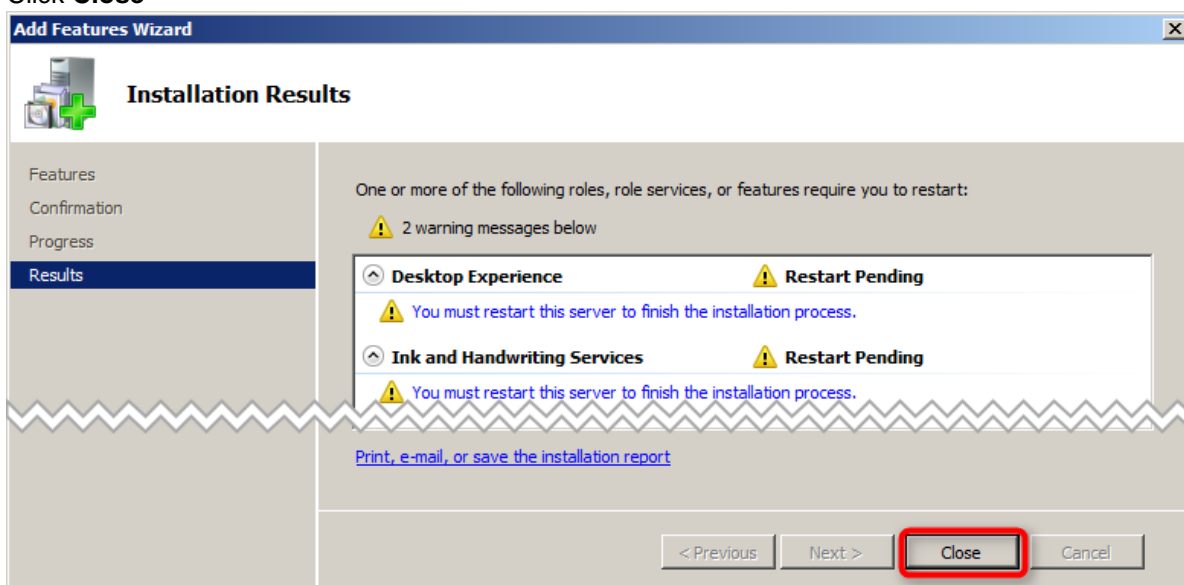 Click Close
Add Features Wizard
Installation Results
Features
Confirmation
Progress
Results
One or more of the following roles, role services, or features require you to restart:
2 warning messages below
Desktop Experience Restart Pending
You must restart this server to finish the installation process.
Ink and Handwriting Services Restart Pending
You must restart this server to finish the installation process.
Print, e-mail, or save the installation report
< Previous Next > Close Cancel